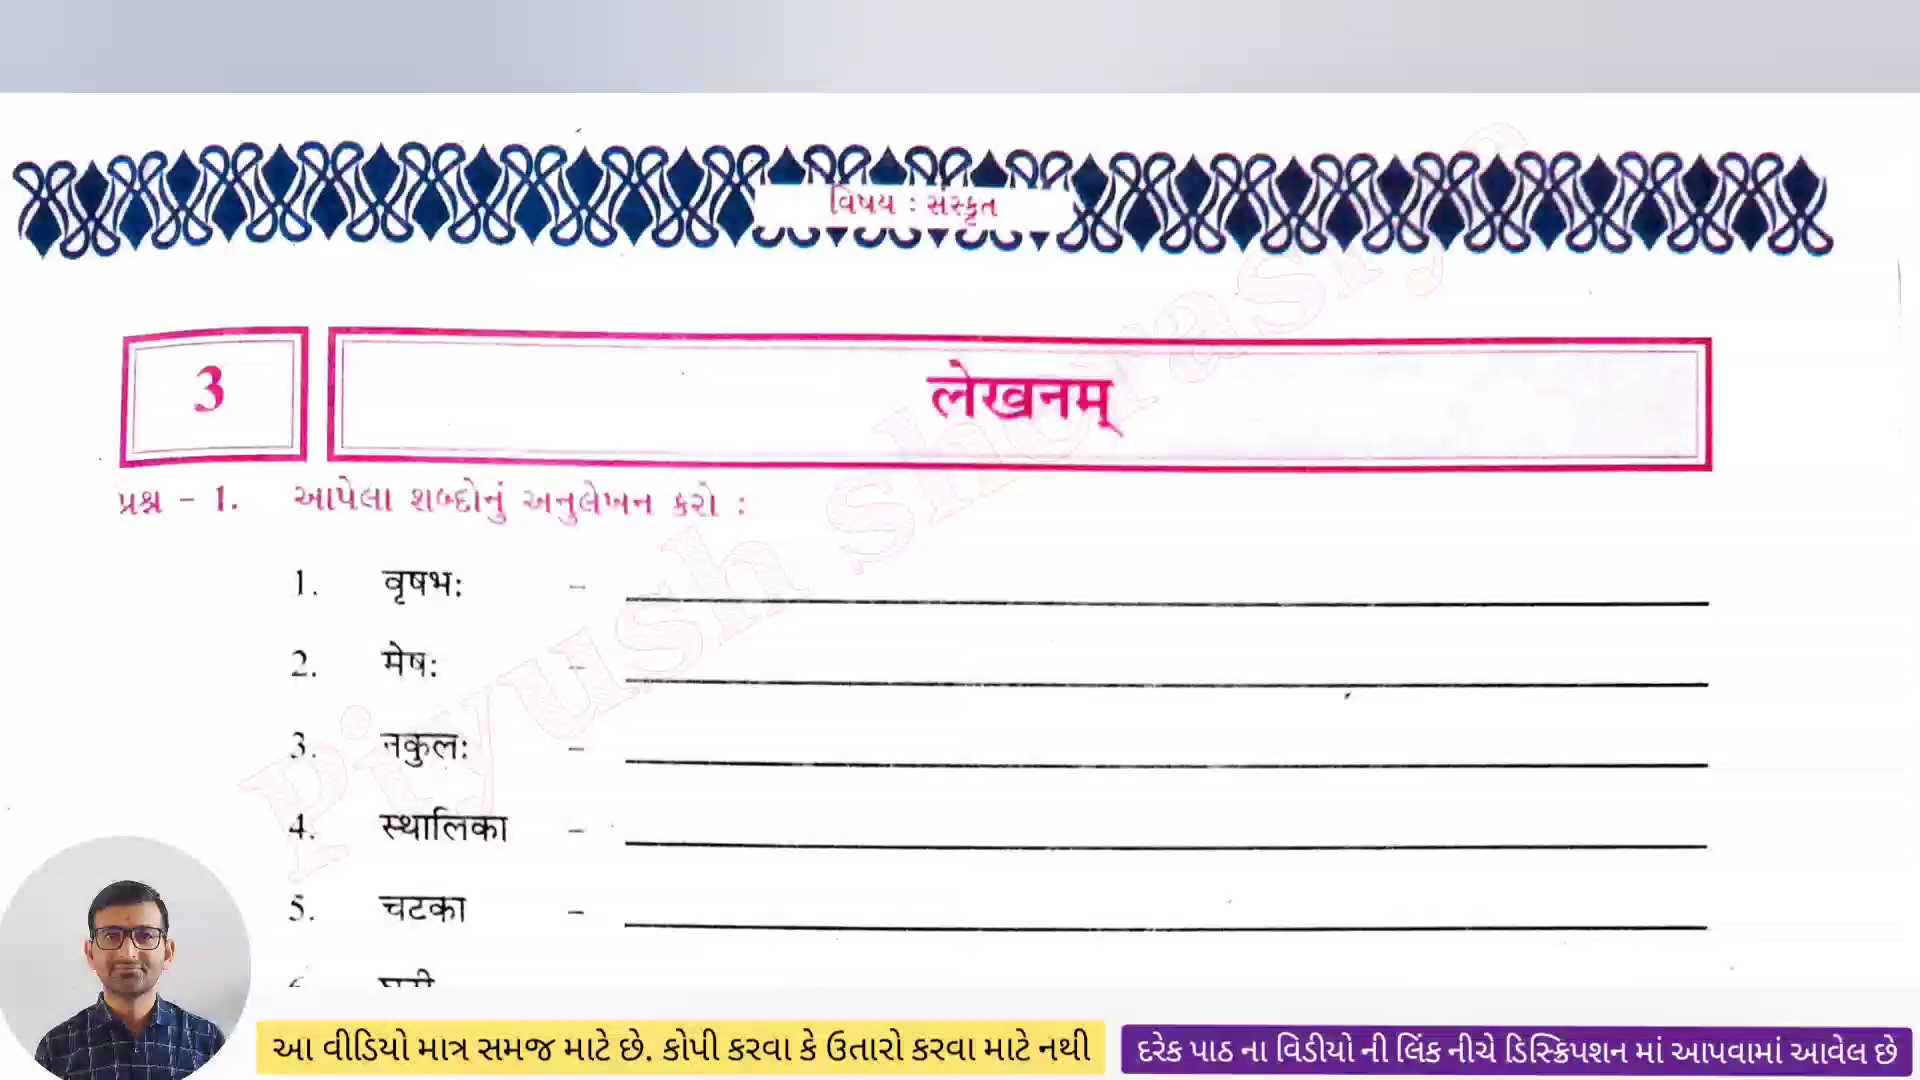 વિષય : સંસ્કૃત
3 लेखनम्
પ્રશ્ન - 1. આપેલા શબ્દોનું અનુલેખન કરો :
1. वृषभः -
2. मेषः -
3. नकुलः -
4. स्थालिका -
5. चटका -
Piyush
આ વીડિયો માત્ર સમજ માટે છે. કોપી કરવા કે ઉતારો કરવા માટે નથી
દરેક પાઠ ના વિડીયો ની લિંક નીચે ડિસ્ક્રિપશન માં આપવામાં આવેલ છે